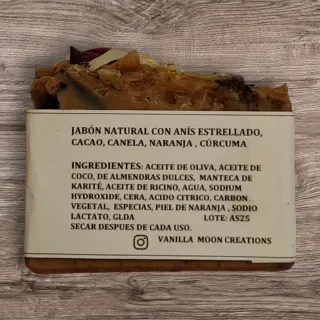 JABÓN NATURAL CON ANÍS ESTRELLADO,
CACAO, CANELA, NARANJA , CÚRCUMA
INGREDIENTES: ACEITE DE OLIVA, ACEITE DE
COCO, DE ALMENDRAS DULCES, MANTECA DE
KARITÉ, ACEITE DE RICINO, AGUA, SODIUM
HYDROXIDE, CERA, ACIDO CITRICO, CARBON
VEGETAL, ESPECIAS, PIEL DE NARANJA , SODIO
LACTATO, GLDA LOTE: AS25
SECAR DESPUES DE CADA USO.
VANILLA MOON CREATIONS